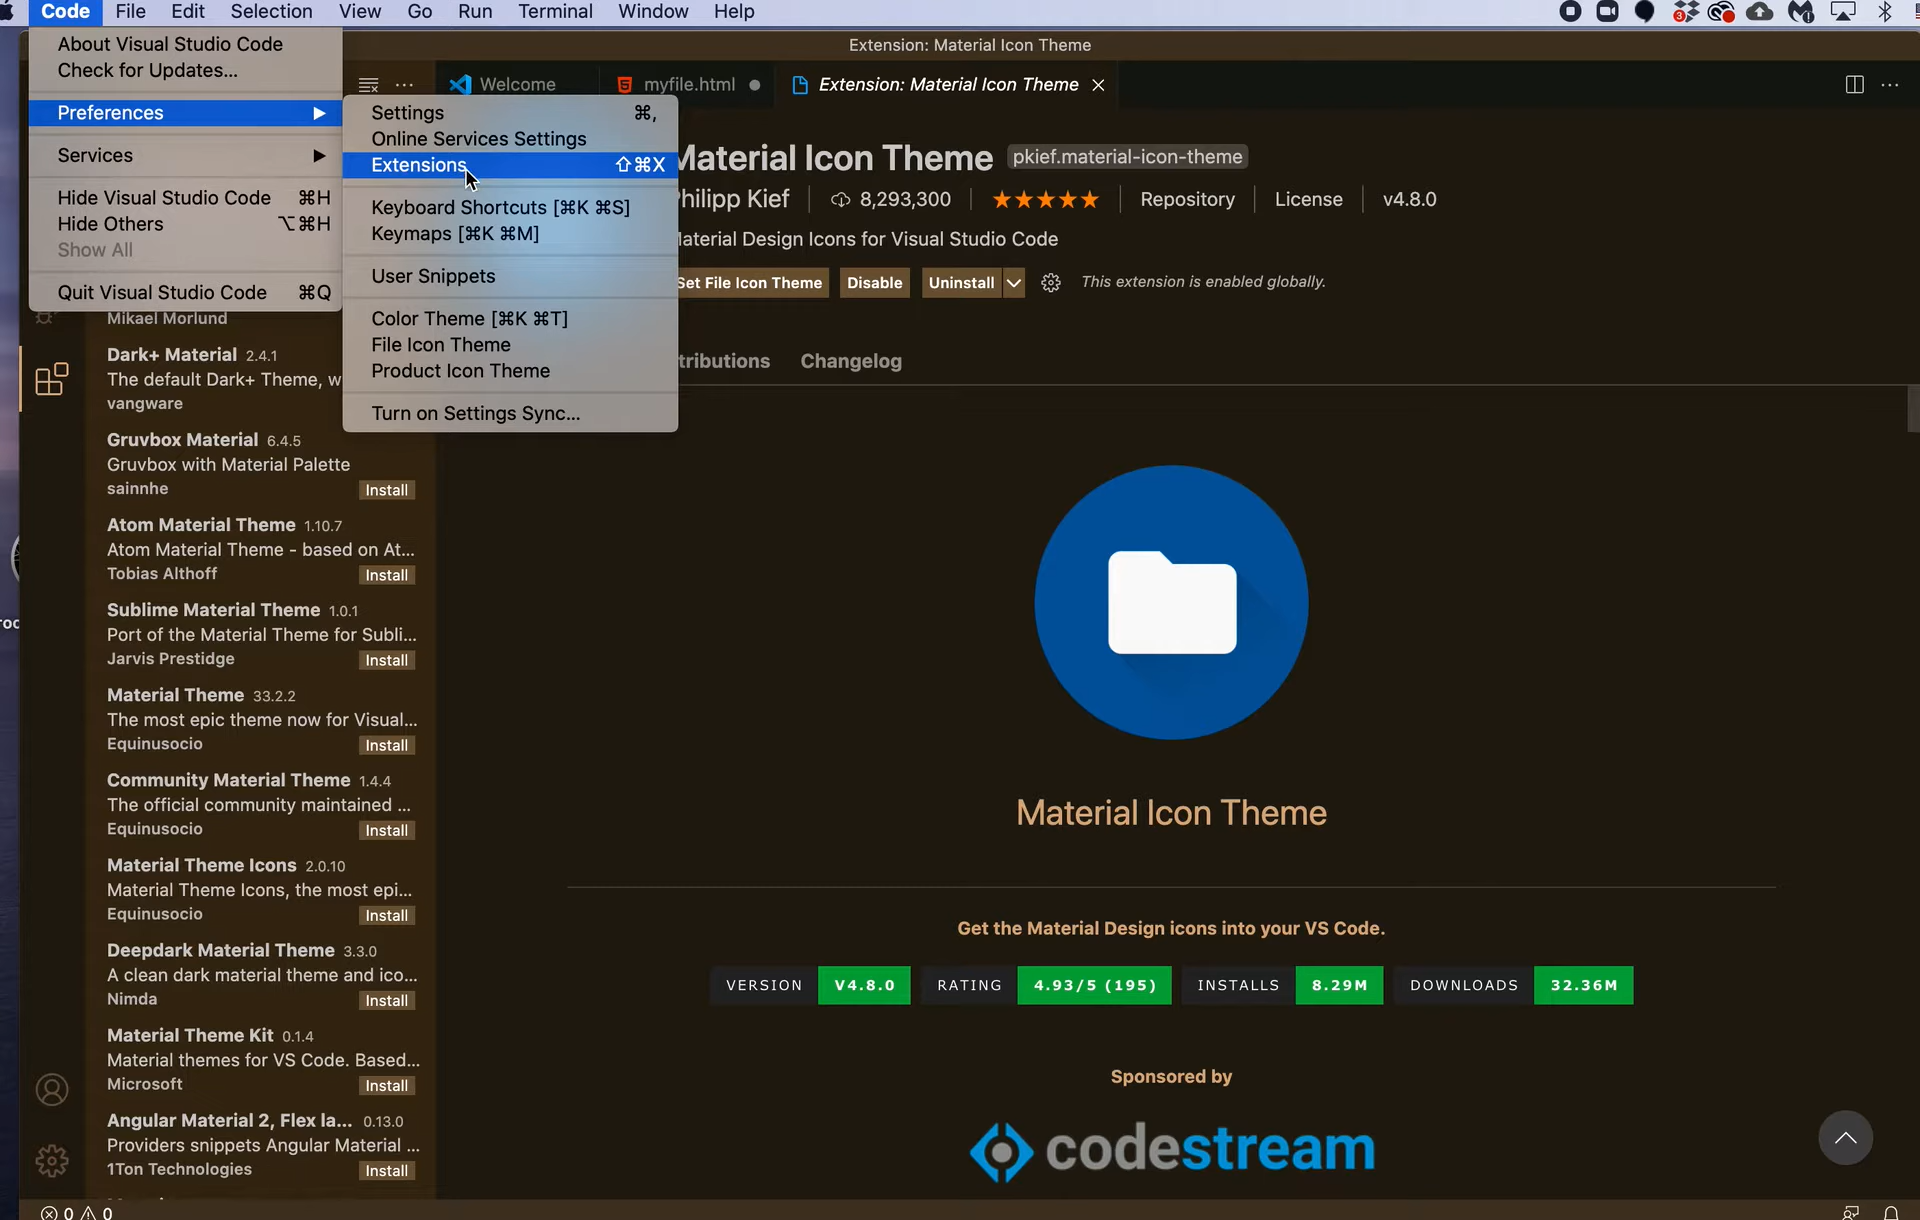 Code File Edit Selection View Go Run Terminal Window Help
3
Extension: Material Icon Theme
About Visual Studio Code
Check for Updates...
Preferences
Services
Hide Visual Studio Code ⌘H
Hide Others ⌥⌘H
Show All
Quit Visual Studio Code ⌘Q
Settings ⌘,
Online Services Settings
Extensions ⇧⌘X
Keyboard Shortcuts [⌘K ⌘S]
Keymaps [⌘K ⌘M]
User Snippets
Color Theme [⌘K ⌘T]
File Icon Theme
Product Icon Theme
Turn on Settings Sync...
Welcome myfile.html Extension: Material Icon Theme
Material Icon Theme pkief.material-icon-theme
Philipp Kief 8,293,300 ★★★★★ Repository License v4.8.0
Material Design Icons for Visual Studio Code
Set File Icon Theme Disable Uninstall This extension is enabled globally.
tributions Changelog
Mikael Morlund
Dark+ Material 2.4.1
The default Dark+ Theme, w
vangware
Gruvbox Material 6.4.5
Gruvbox with Material Palette
sainnhe Install
Atom Material Theme 1.10.7
Atom Material Theme - based on At...
Tobias Althoff Install
Sublime Material Theme 1.0.1
Port of the Material Theme for Subli...
Jarvis Prestidge Install
Material Theme 33.2.2
The most epic theme now for Visual...
Equinusocio Install
Community Material Theme 1.4.4
The official community maintained ...
Equinusocio Install
Material Theme Icons 2.0.10
Material Theme Icons, the most epi...
Equinusocio Install
Deepdark Material Theme 3.3.0
A clean dark material theme and ico...
Nimda Install
Material Theme Kit 0.1.4
Material themes for VS Code. Based...
Microsoft Install
Angular Material 2, Flex la... 0.13.0
Providers snippets Angular Material ...
1Ton Technologies Install
Material Icon Theme
Get the Material Design icons into your VS Code.
VERSION V4.8.0 RATING 4.93/5 (195) INSTALLS 8.29M DOWNLOADS 32.36M
Sponsored by
codestream
0 0